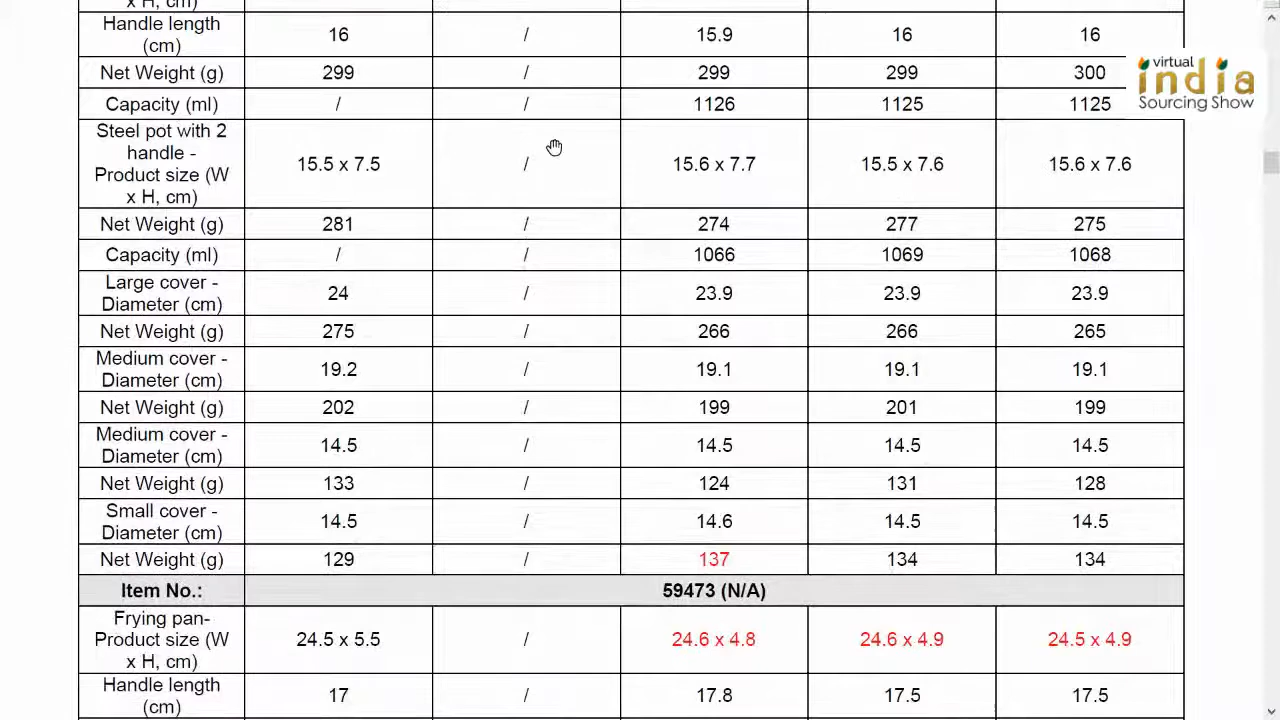 x H, cm)
Handle length
(cm) 16 / 15.9 16 16
Net Weight (g) 299 / 299 299 300
Capacity (ml) / / 1126 1125 1125
virtual
india
Sourcing Show
Steel pot with 2
handle -
Product size (W
x H, cm) 15.5 x 7.5 / 15.6 x 7.7 15.5 x 7.6 15.6 x 7.6
Net Weight (g) 281 / 274 277 275
Capacity (ml) / / 1066 1069 1068
Large cover -
Diameter (cm) 24 / 23.9 23.9 23.9
Net Weight (g) 275 / 266 266 265
Medium cover -
Diameter (cm) 19.2 / 19.1 19.1 19.1
Net Weight (g) 202 / 199 201 199
Medium cover -
Diameter (cm) 14.5 / 14.5 14.5 14.5
Net Weight (g) 133 / 124 131 128
Small cover -
Diameter (cm) 14.5 / 14.6 14.5 14.5
Net Weight (g) 129 / 137 134 134
Item No.: 59473 (N/A)
Frying pan-
Product size (W
x H, cm) 24.5 x 5.5 / 24.6 x 4.8 24.6 x 4.9 24.5 x 4.9
Handle length
(cm) 17 / 17.8 17.5 17.5